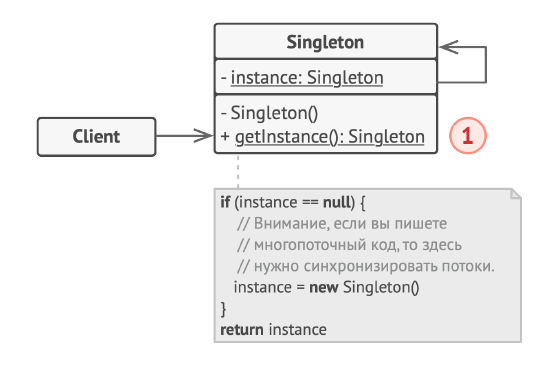 Singleton
- instance: Singleton
- Singleton()
+ getInstance(): Singleton
Client
1
if (instance == null) {
// Внимание, если вы пишете
// многопоточный код, то здесь
// нужно синхронизировать потоки.
instance = new Singleton()
}
return instance